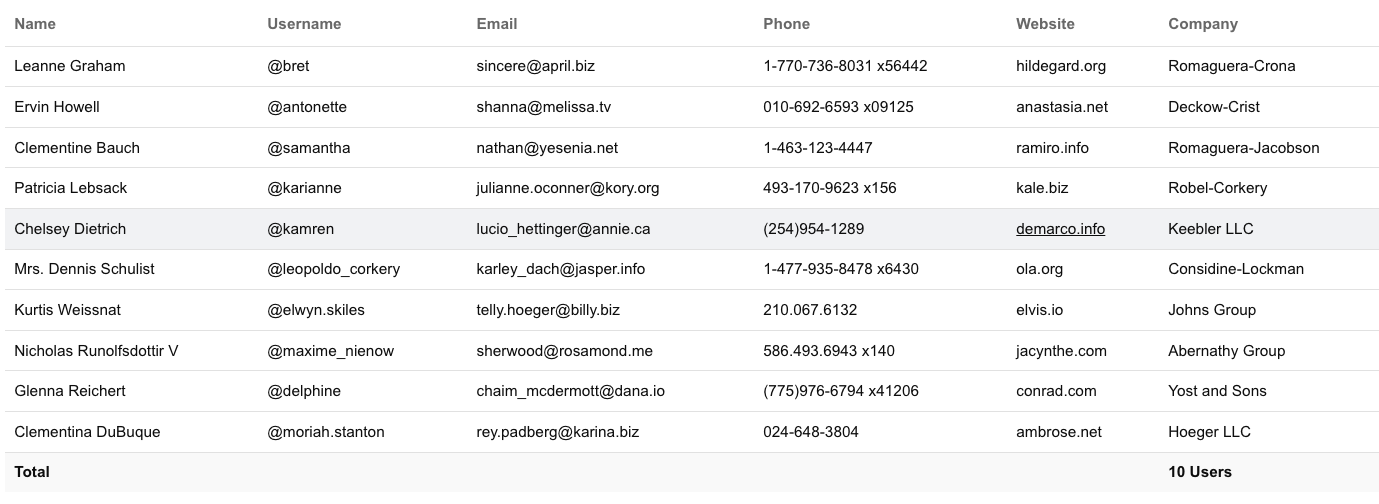 Name Username Email Phone Website Company
Leanne Graham @bret sincere@april.biz 1-770-736-8031 x56442 hildegard.org Romaguera-Crona
Ervin Howell @antonette shanna@melissa.tv 010-692-6593 x09125 anastasia.net Deckow-Crist
Clementine Bauch @samantha nathan@yesenia.net 1-463-123-4447 ramiro.info Romaguera-Jacobson
Patricia Lebsack @karianne julianne.oconner@kory.org 493-170-9623 x156 kale.biz Robel-Corkery
Chelsey Dietrich @kamren lucio_hettinger@annie.ca (254)954-1289 demarco.info Keebler LLC
Mrs. Dennis Schulist @leopoldo_corkery karley_dach@jasper.info 1-477-935-8478 x6430 ola.org Considine-Lockman
Kurtis Weissnat @elwyn.skiles telly.hoeger@billy.biz 210.067.6132 elvis.io Johns Group
Nicholas Runolfsdottir V @maxime_nienow sherwood@rosamond.me 586.493.6943 x140 jacynthe.com Abernathy Group
Glenna Reichert @delphine chaim_mcdermott@dana.io (775)976-6794 x41206 conrad.com Yost and Sons
Clementina DuBuque @moriah.stanton rey.padberg@karina.biz 024-648-3804 ambrose.net Hoeger LLC
Total 10 Users